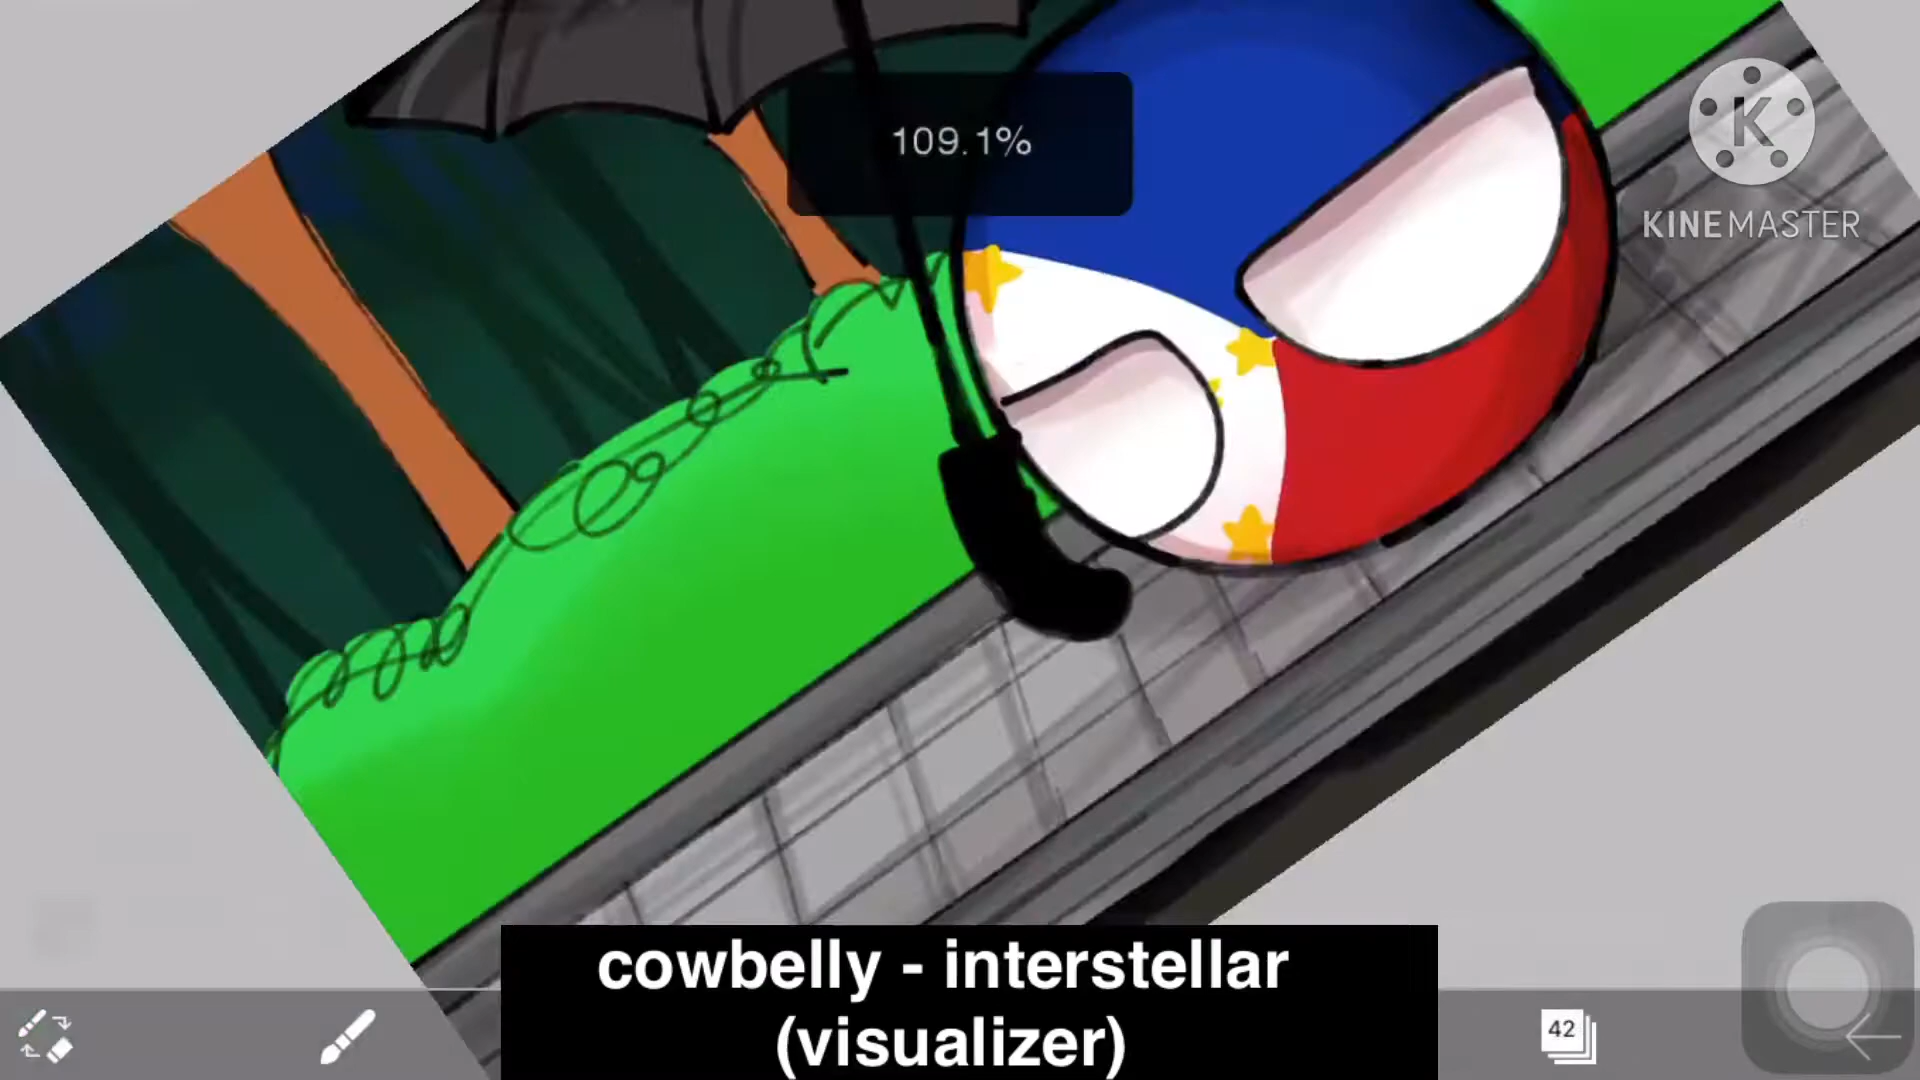 109.1%
K
KINEMASTER
cowbelly - interstellar
(visualizer)
42